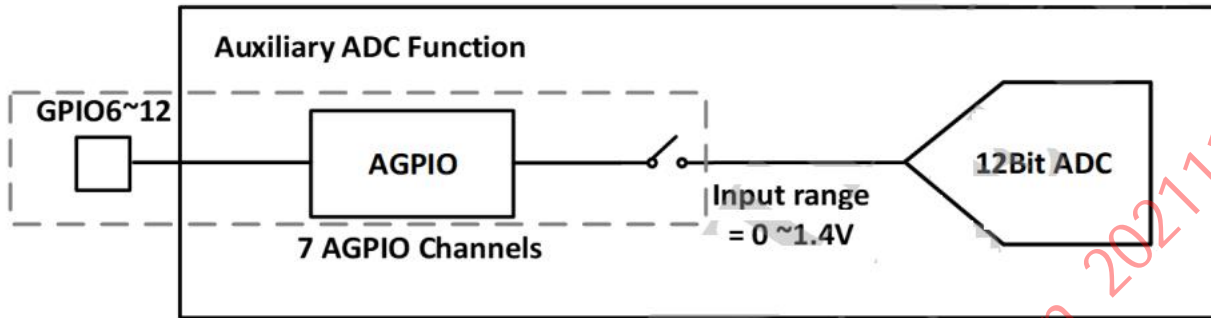 Auxiliary ADC Function
GPIO6~12
AGPIO
12Bit ADC
Input range
= 0 ~1.4V
7 AGPIO Channels